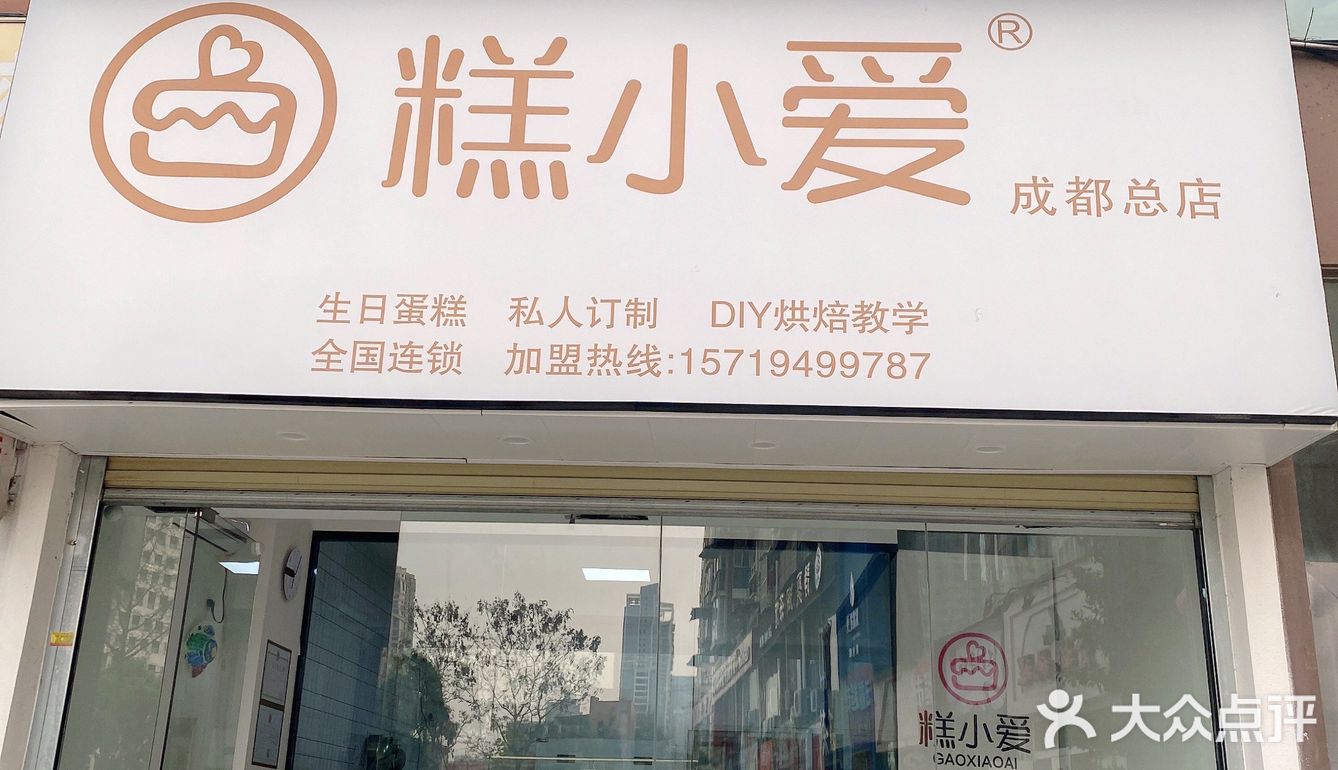 糕小爱®
成都总店
生日蛋糕 私人订制 DIY烘焙教学
全国连锁 加盟热线:15719499787
糕小爱
GAOXIAOAI
大众点评